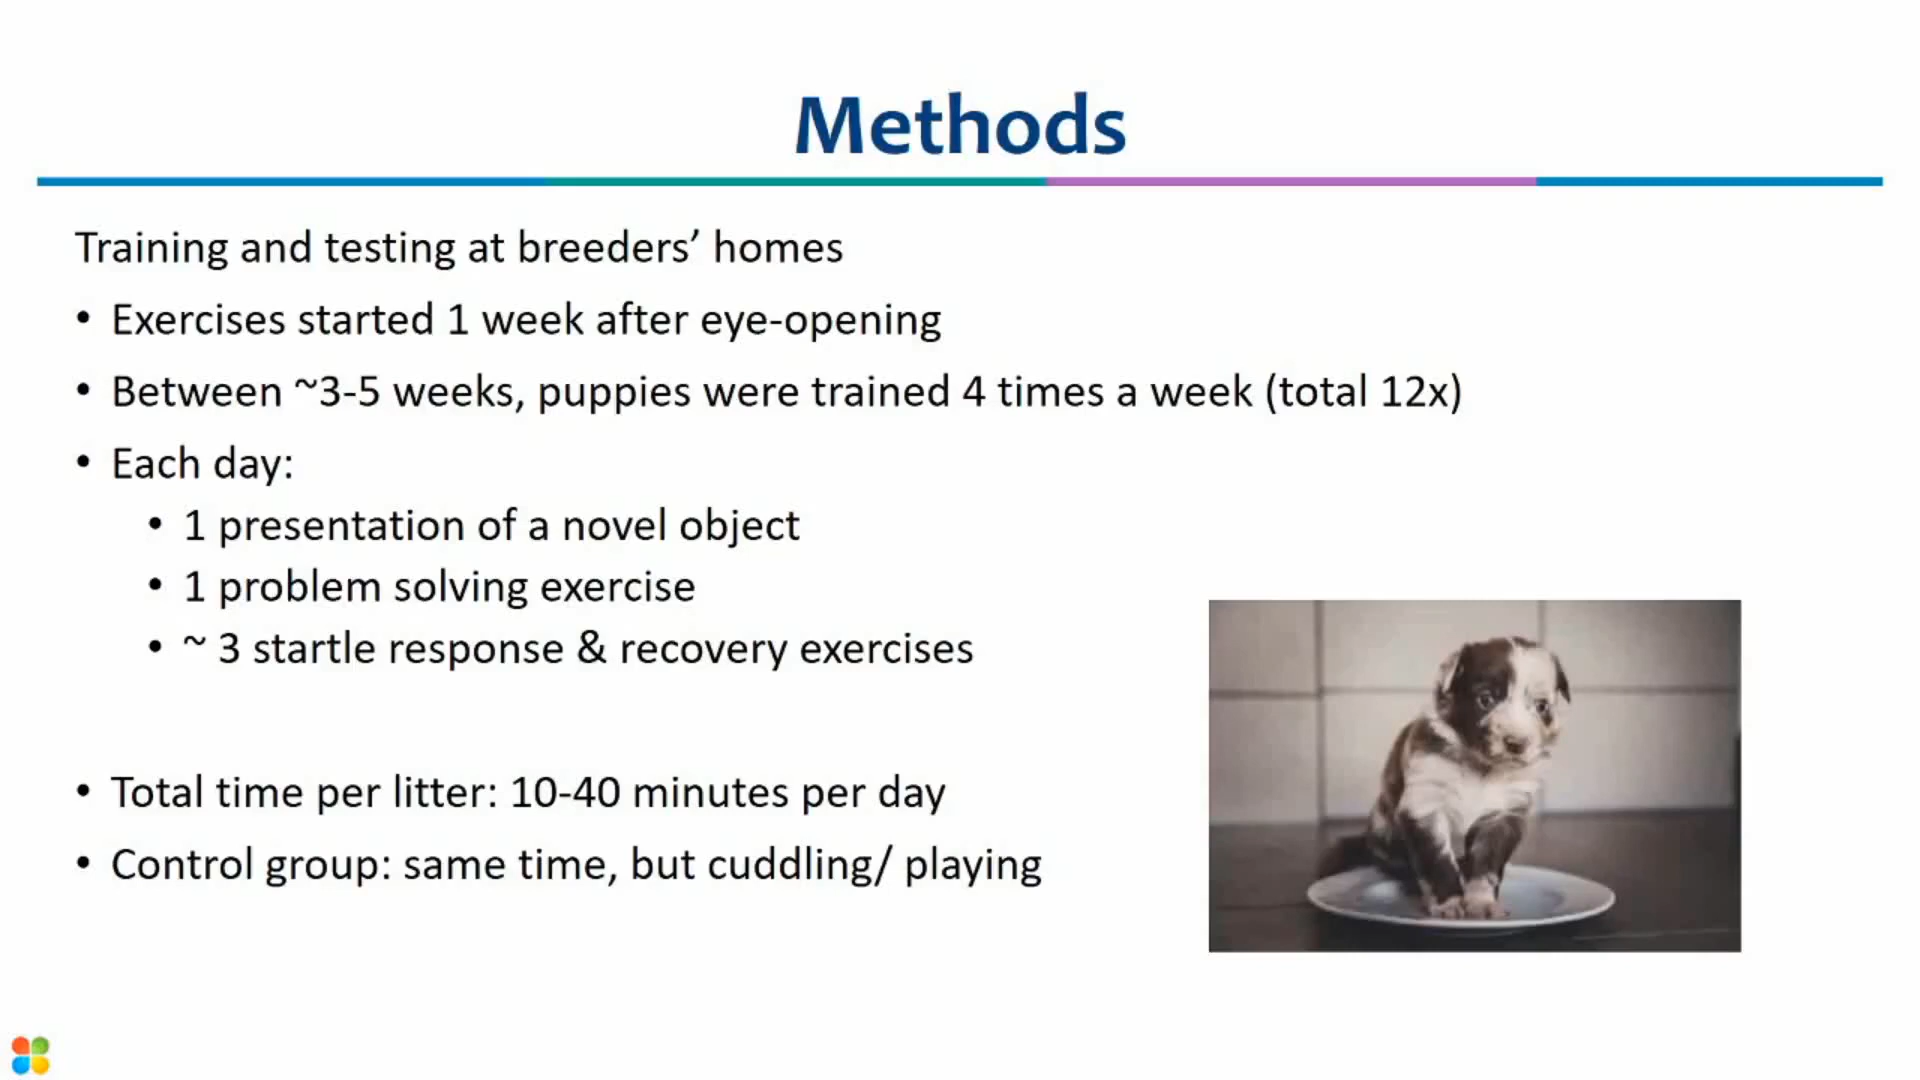 Methods
Training and testing at breeders’ homes
• Exercises started 1 week after eye-opening
• Between ~3-5 weeks, puppies were trained 4 times a week (total 12x)
• Each day:
• 1 presentation of a novel object
• 1 problem solving exercise
• ~ 3 startle response & recovery exercises
• Total time per litter: 10-40 minutes per day
• Control group: same time, but cuddling/ playing